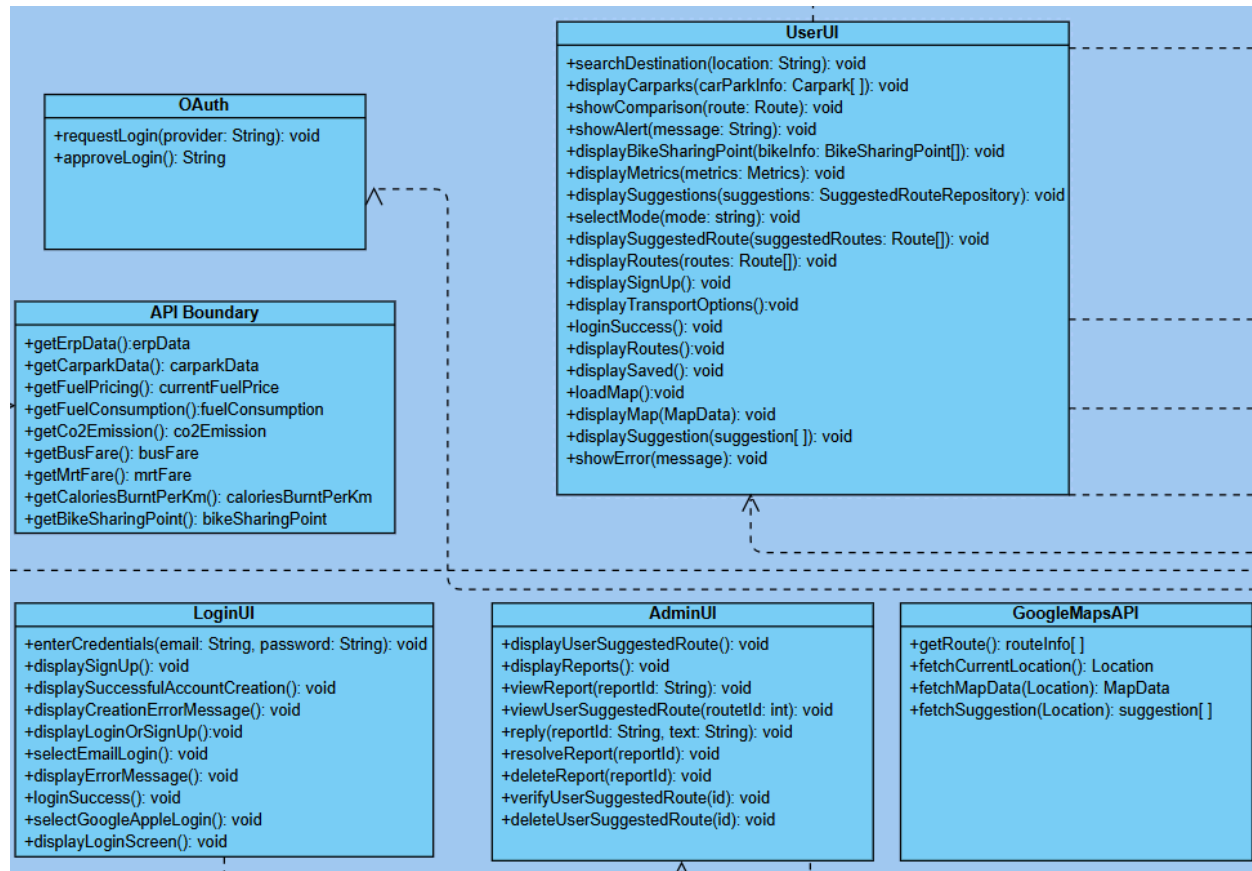 UserUI
+searchDestination(location: String): void
+displayCarparks(carParkInfo: Carpark[ ]): void
+showComparison(route: Route): void
+showAlert(message: String): void
+displayBikeSharingPoint(bikeInfo: BikeSharingPoint[]): void
+displayMetrics(metrics: Metrics): void
+displaySuggestions(suggestions: SuggestedRouteRepository): void
+selectMode(mode: string): void
+displaySuggestedRoute(suggestedRoutes: Route[]): void
+displayRoutes(routes: Route[]): void
+displaySignUp(): void
+displayTransportOptions():void
+loginSuccess(): void
+displayRoutes():void
+displaySaved(): void
+loadMap():void
+displayMap(MapData): void
+displaySuggestion(suggestion[ ]): void
+showError(message): void
OAuth
+requestLogin(provider: String): void
+approveLogin(): String
API Boundary
+getErpData():erpData
+getCarparkData(): carparkData
+getFuelPricing(): currentFuelPrice
+getFuelConsumption():fuelConsumption
+getCo2Emission(): co2Emission
+getBusFare(): busFare
+getMrtFare(): mrtFare
+getCaloriesBurntPerKm(): caloriesBurntPerKm
+getBikeSharingPoint(): bikeSharingPoint
LoginUI
+enterCredentials(email: String, password: String): void
+displaySignUp(): void
+displaySuccessfulAccountCreation(): void
+displayCreationErrorMessage(): void
+displayLoginOrSignUp():void
+selectEmailLogin(): void
+displayErrorMessage(): void
+loginSuccess(): void
+selectGoogleAppleLogin(): void
+displayLoginScreen(): void
AdminUI
+displayUserSuggestedRoute(): void
+displayReports(): void
+viewReport(reportId: String): void
+viewUserSuggestedRoute(routetId: int): void
+reply(reportId: String, text: String): void
+resolveReport(reportId): void
+deleteReport(reportId): void
+verifyUserSuggestedRoute(id): void
+deleteUserSuggestedRoute(id): void
GoogleMapsAPI
+getRoute(): routeInfo[ ]
+fetchCurrentLocation(): Location
+fetchMapData(Location): MapData
+fetchSuggestion(Location): suggestion[ ]